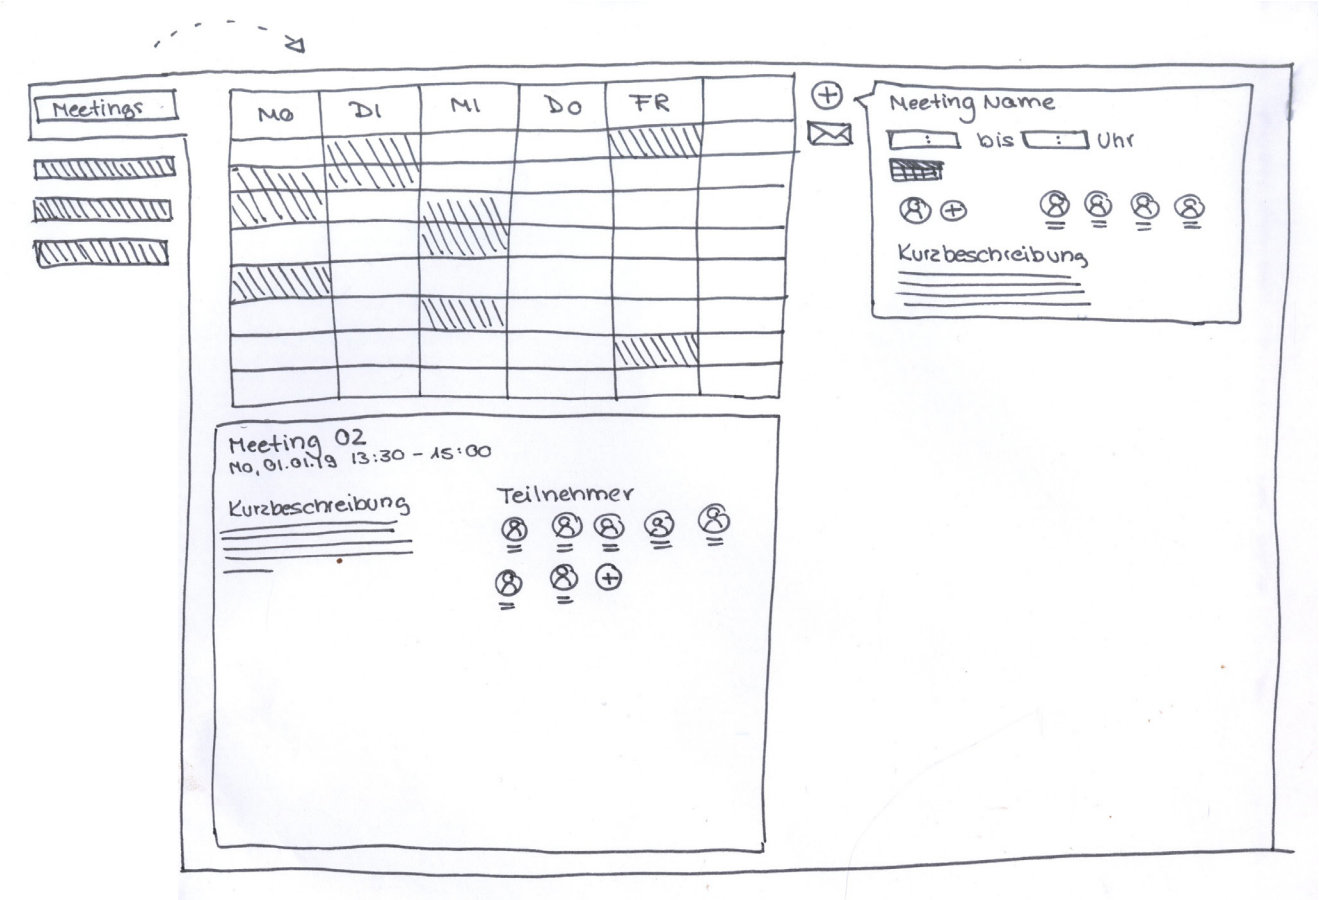 Meetings
MO DI MI DO FR
Meeting Name
: bis : Uhr
Kurzbeschreibung
Meeting 02
Mo, 01.01.19 13:30 - 15:00
Kurzbeschreibung
Teilnehmer